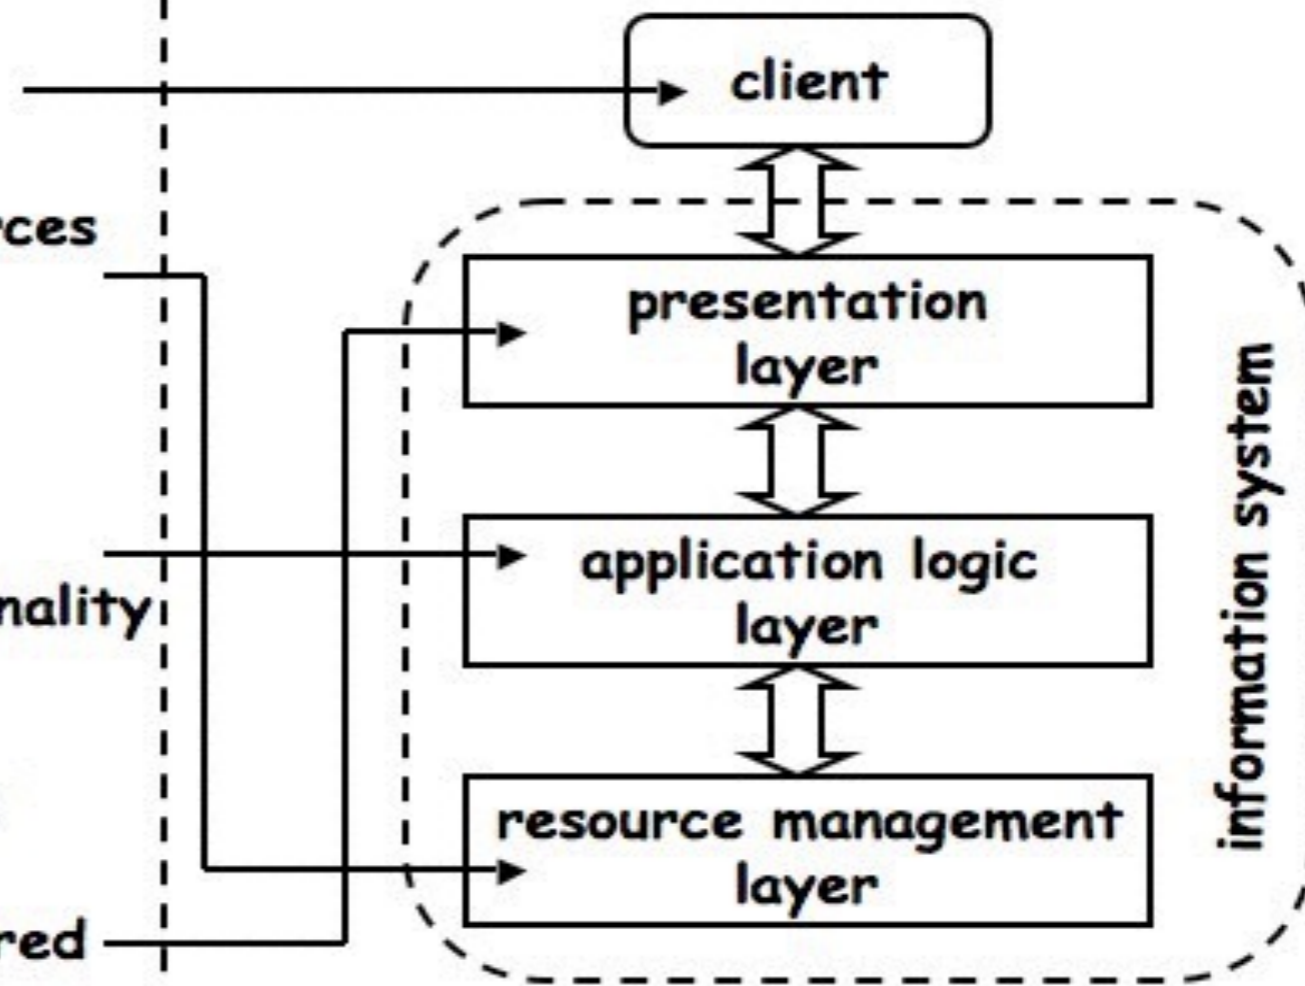 client
rces
presentation
layer
application logic
layer
nality
resource management
layer
red
information system